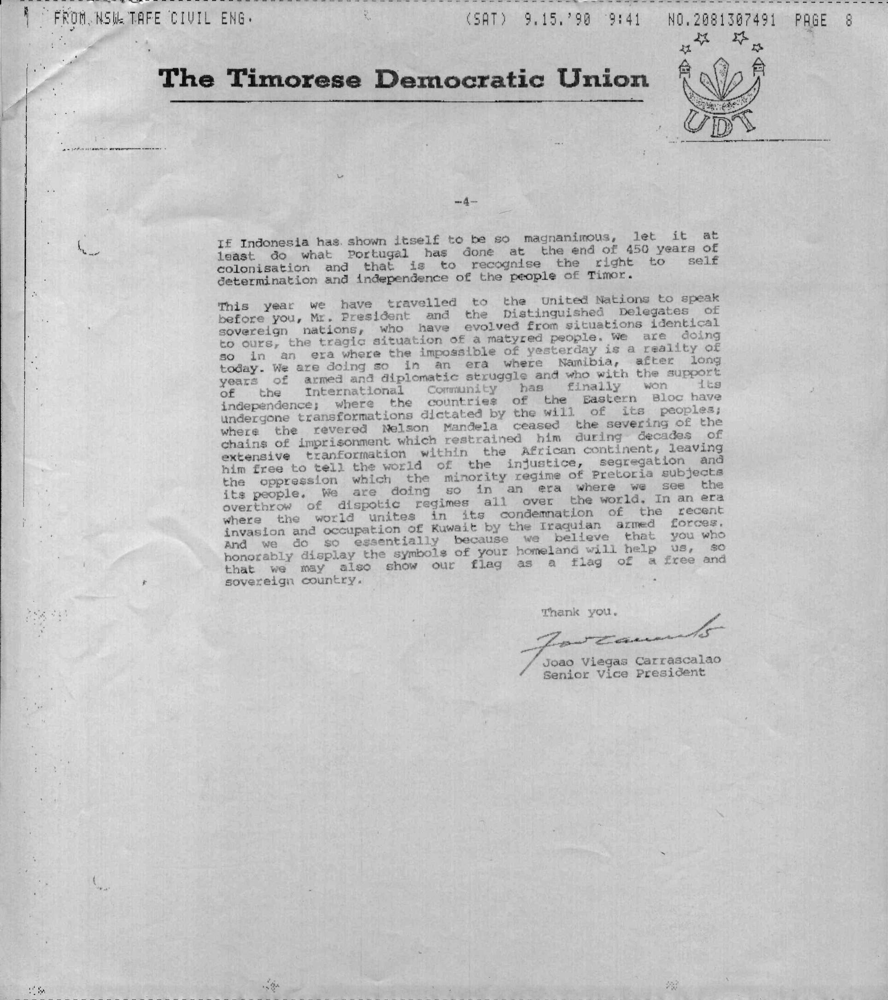 FROM NSW TAFE CIVIL ENG. (SAT) 9.15.'90 9:41 NO.2081307491 PAGE 8
The Timorese Democratic Union
UDT
-4-
If Indonesia has shown itself to be so magnanimous, let it at
least do what Portugal has done at the end of 450 years of
colonisation and that is to recognise the right to self
determination and independence of the people of Timor.
This year we have travelled to the United Nations to speak
before you, Mr. President and the Distinguished Delegates of
sovereign nations, who have evolved from situations identical
to ours, the tragic situation of a matyred people. We are doing
so in an era where the impossible of yesterday is a reality of
today. We are doing so in an era where Namibia, after long
years of armed and diplomatic struggle and who with the support
of the International Community has finally won its
independence; where the countries of the Eastern Bloc have
undergone transformations dictated by the will of its peoples;
where the revered Nelson Mandela ceased the severing of the
chains of imprisonment which restrained him during decades of
extensive tranformation within the African continent, leaving
him free to tell the world of the injustice, segregation and
the oppression which the minority regime of Pretoria subjects
its people. We are doing so in an era where we see the
overthrow of dispotic regimes all over the world. In an era
where the world unites in its condemnation of the recent
invasion and occupation of Kuwait by the Iraquian armed forces.
And we do so essentially because we believe that you who
honorably display the symbols of your homeland will help us, so
that we may also show our flag as a flag of a free and
sovereign country.
Thank you.
Joao Viegas Carrascalao
Senior Vice President